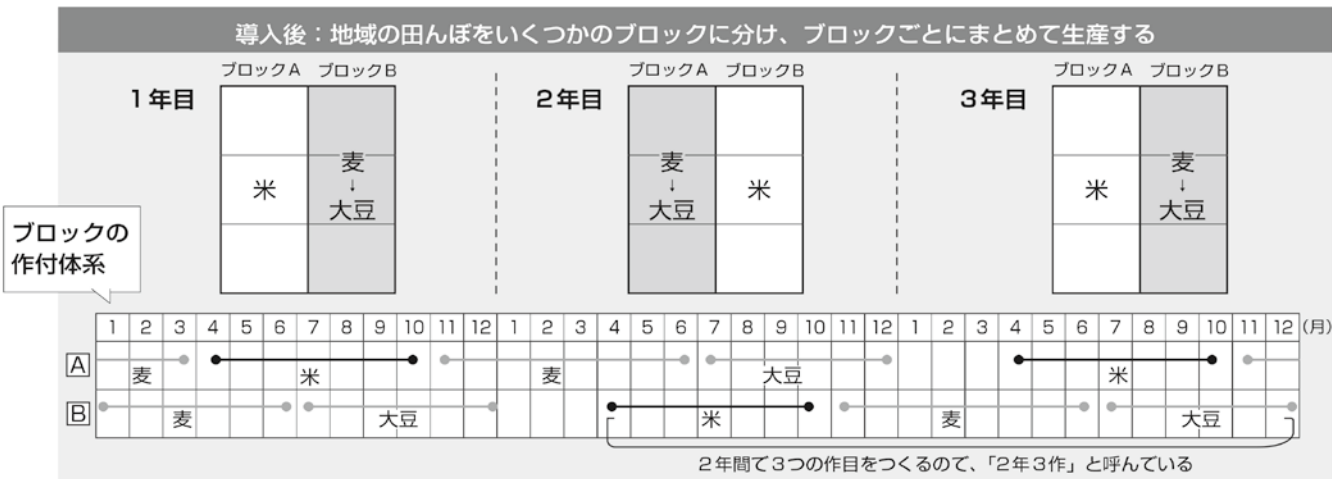 導入後：地域の田んぼをいくつかのブロックに分け、ブロックごとにまとめて生産する
1年目
ブロックA ブロックB
米
麦
↓
大豆
2年目
ブロックA ブロックB
麦
↓
大豆
米
3年目
ブロックA ブロックB
米
麦
↓
大豆
ブロックの
作付体系
1 2 3 4 5 6 7 8 9 10 11 12 1 2 3 4 5 6 7 8 9 10 11 12 1 2 3 4 5 6 7 8 9 10 11 12 (月)
A 麦 米 麦 大豆 米
B 麦 大豆 米 麦 大豆
2年間で3つの作目をつくるので、「2年3作」と呼んでいる